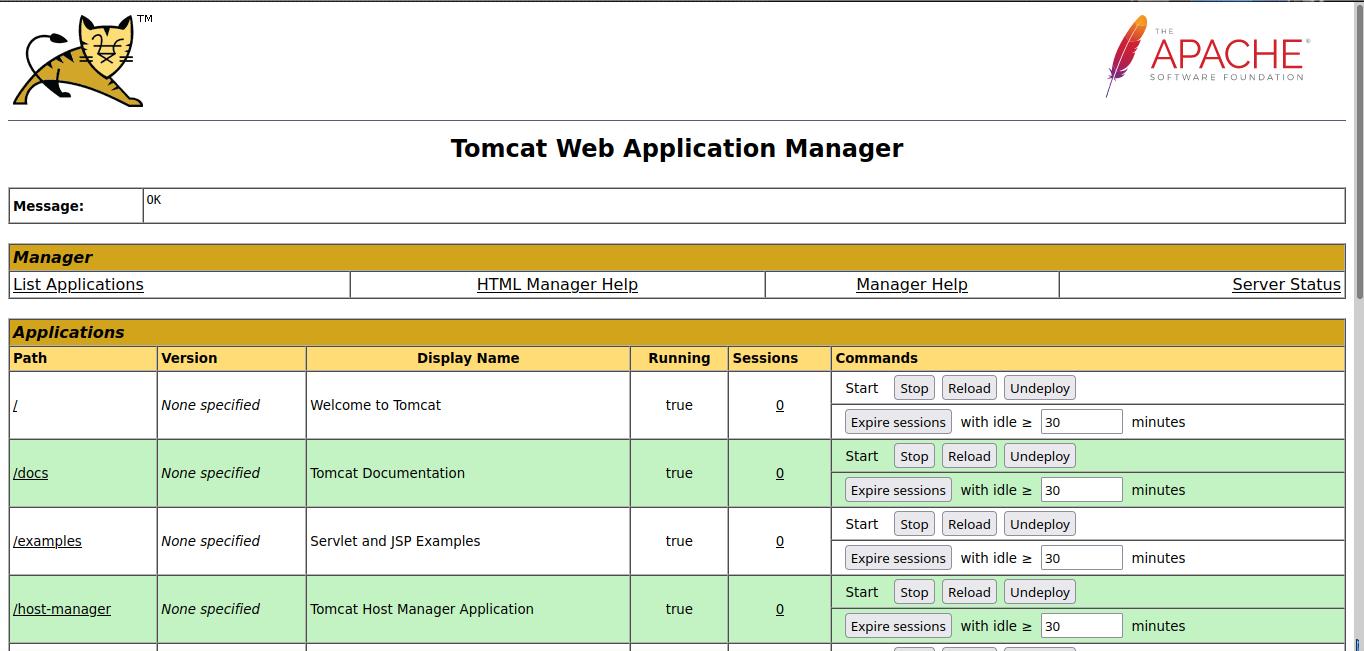 TM
THE
APACHE®
SOFTWARE FOUNDATION
Tomcat Web Application Manager
Message: OK
Manager
List Applications HTML Manager Help Manager Help Server Status
Applications
Path Version Display Name Running Sessions Commands
/ None specified Welcome to Tomcat true 0 Start Stop Reload Undeploy
Expire sessions with idle ≥ 30 minutes
/docs None specified Tomcat Documentation true 0 Start Stop Reload Undeploy
Expire sessions with idle ≥ 30 minutes
/examples None specified Servlet and JSP Examples true 0 Start Stop Reload Undeploy
Expire sessions with idle ≥ 30 minutes
/host-manager None specified Tomcat Host Manager Application true 0 Start Stop Reload Undeploy
Expire sessions with idle ≥ 30 minutes